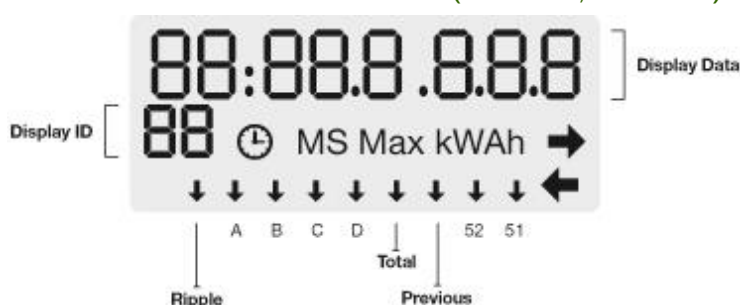 88:88.8.8.8.8
Display Data
Display ID
88 MS Max kWAh
A B C D 52 51
Total
Ripple Previous